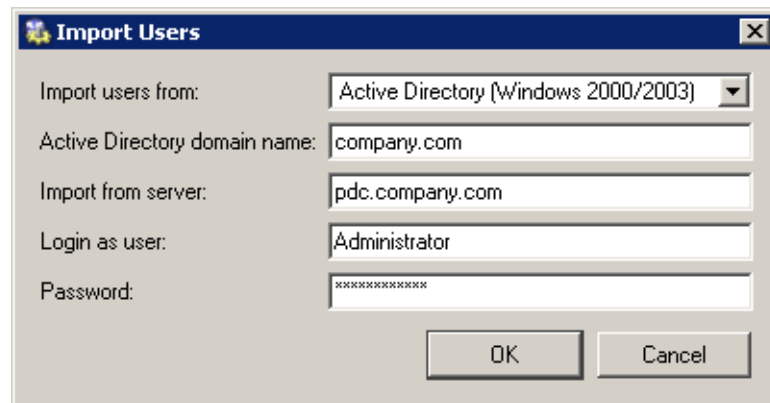 Import Users
Import users from: Active Directory (Windows 2000/2003)
Active Directory domain name: company.com
Import from server: pdc.company.com
Login as user: Administrator
Password: ************
OK Cancel